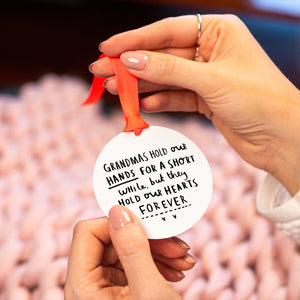 GRANDMAS HOLD our
HANDS FOR A SHORT
while, but they
HOLD our HEARTS
FOREVER